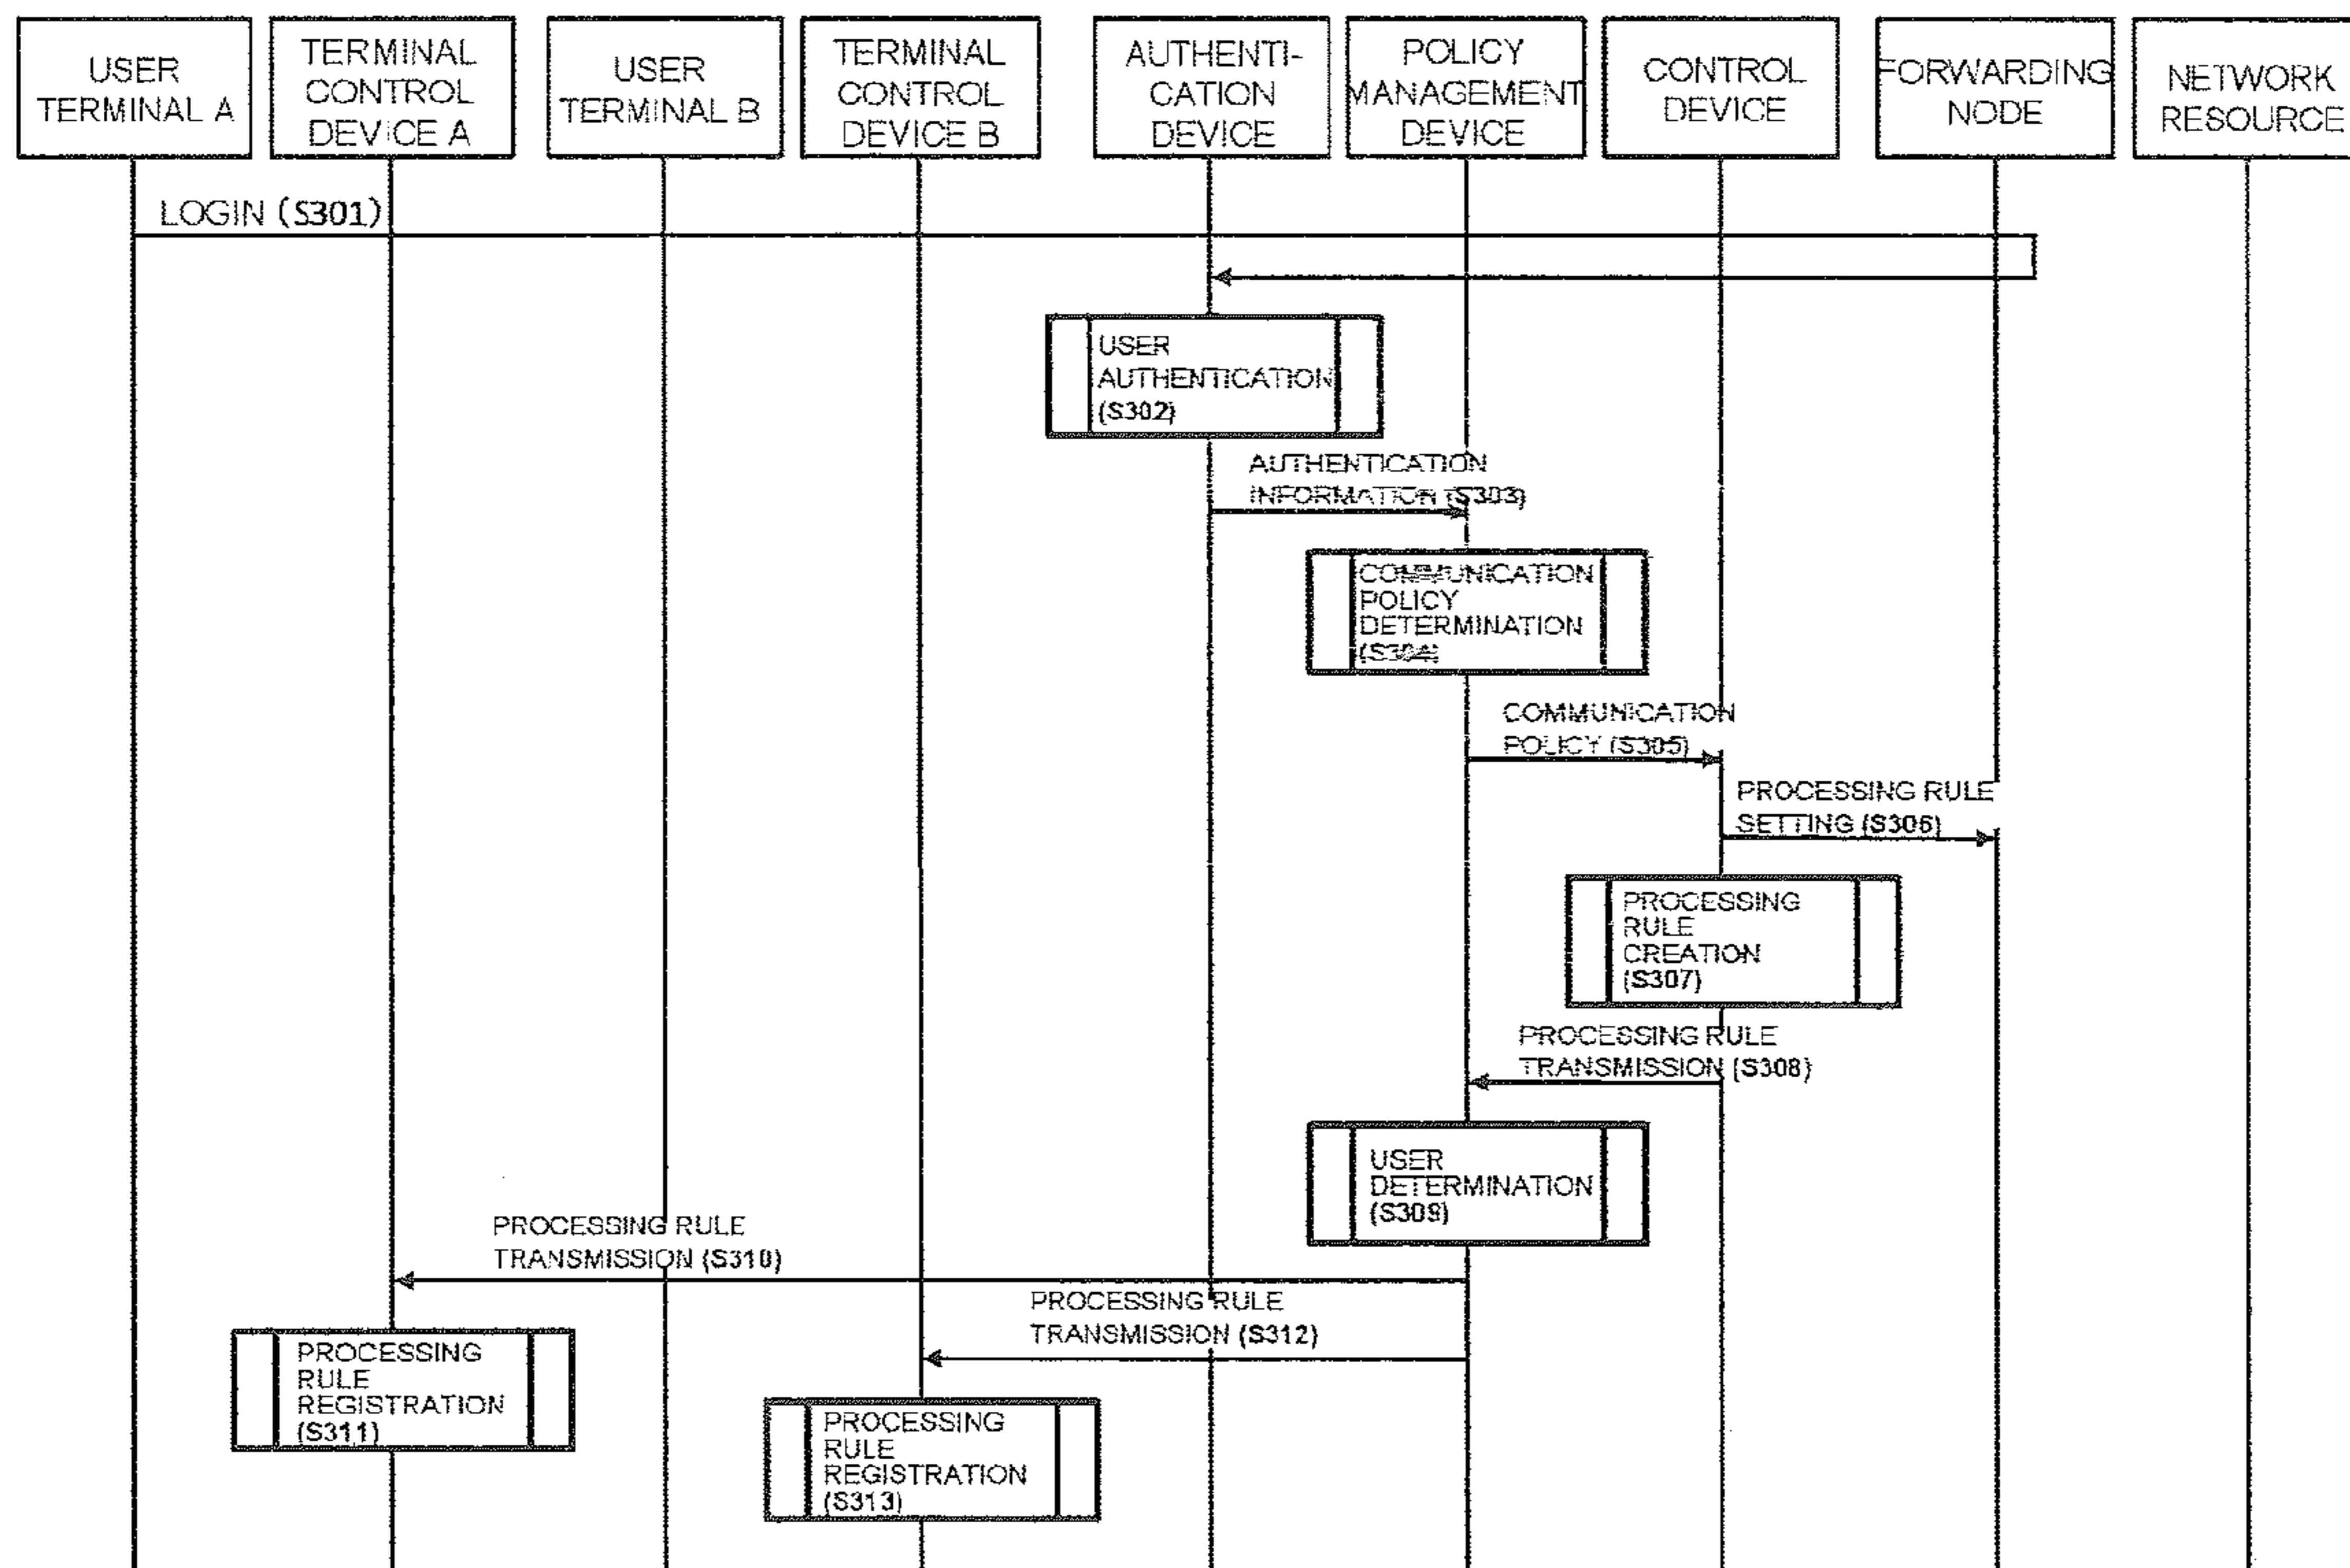 USER
TERMINAL A
TERMINAL
CONTROL
DEVICE A
USER
TERMINAL B
TERMINAL
CONTROL
DEVICE B
AUTHENTI-
CATION
DEVICE
POLICY
MANAGEMENT
DEVICE
CONTROL
DEVICE
FORWARDING
NODE
NETWORK
RESOURCE
LOGIN (S301)
USER
AUTHENTICATION
(S302)
AUTHENTICATION
INFORMATION (S303)
COMMUNICATION
POLICY
DETERMINATION
(S304)
COMMUNICATION
POLICY (S305)
PROCESSING RULE
SETTING (S306)
PROCESSING
RULE
CREATION
(S307)
PROCESSING RULE
TRANSMISSION (S308)
USER
DETERMINATION
(S309)
PROCESSING RULE
TRANSMISSION (S310)
PROCESSING RULE
TRANSMISSION (S312)
PROCESSING
RULE
REGISTRATION
(S311)
PROCESSING
RULE
REGISTRATION
(S313)